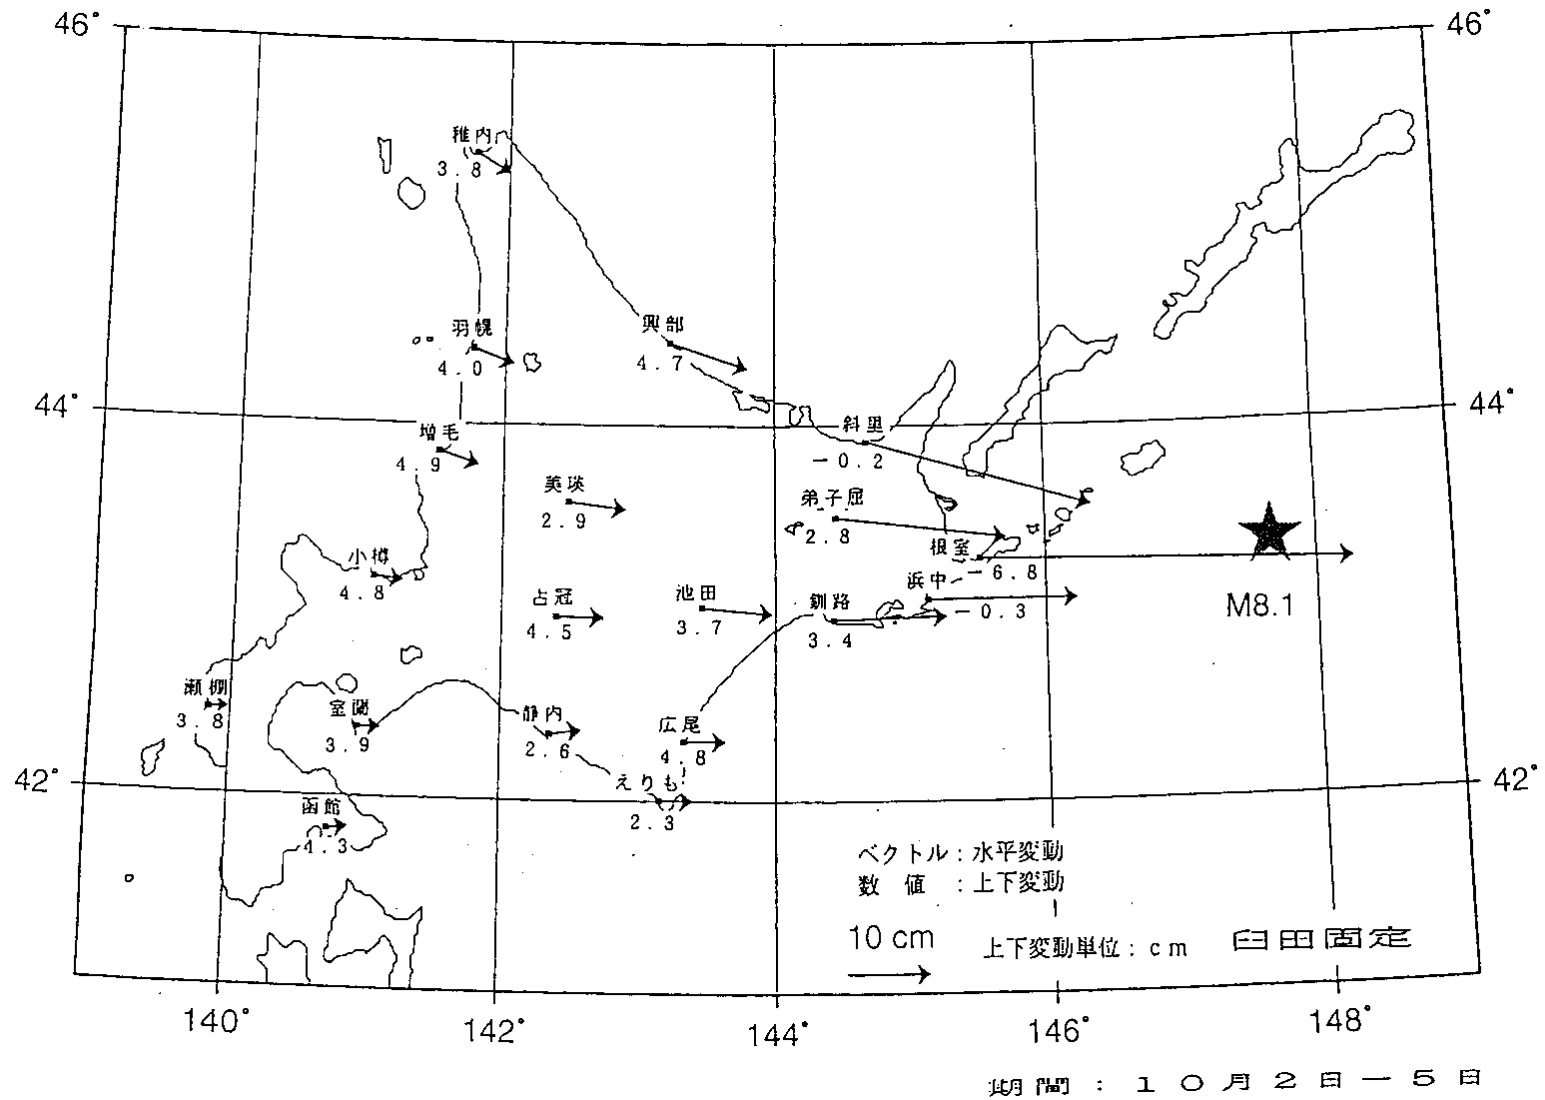 46°
46°
稚内
3.8
羽幌
4.0
興部
4.7
44°
44°
増毛
4.9
斜里
-0.2
美瑛
2.9
弟子屈
2.8
根室
-6.8
小樽
4.8
浜中
-0.3
占冠
4.5
池田
3.7
釧路
3.4
M8.1
瀬棚
3.8
室蘭
3.9
静内
2.6
広尾
4.8
42°
42°
えりも
2.3
函館
4.3
ベクトル:水平変動
数値:上下変動
10 cm
上下変動単位:cm
臼田固定
140°
142°
144°
146°
148°
期間:10月2日-5日